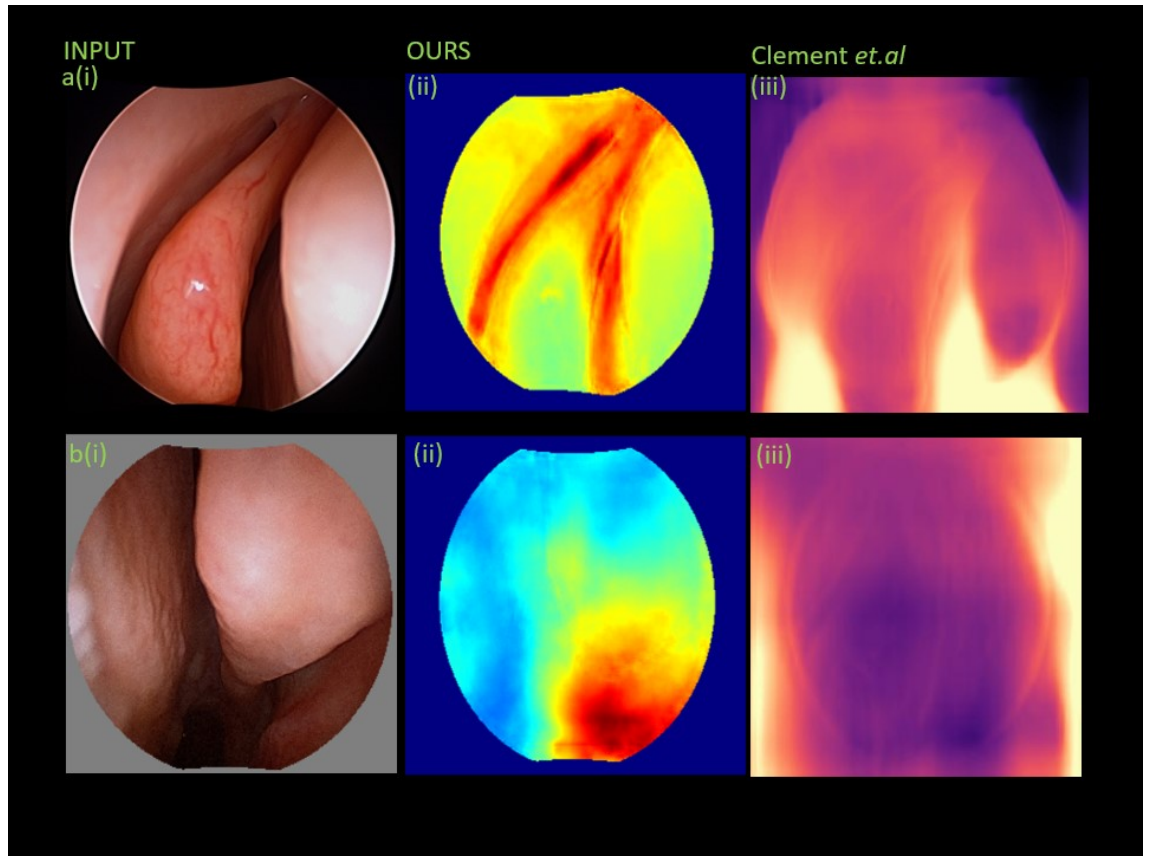 INPUT
OURS
Clement et.al
a(i)
(ii)
(iii)
b(i)
(ii)
(iii)